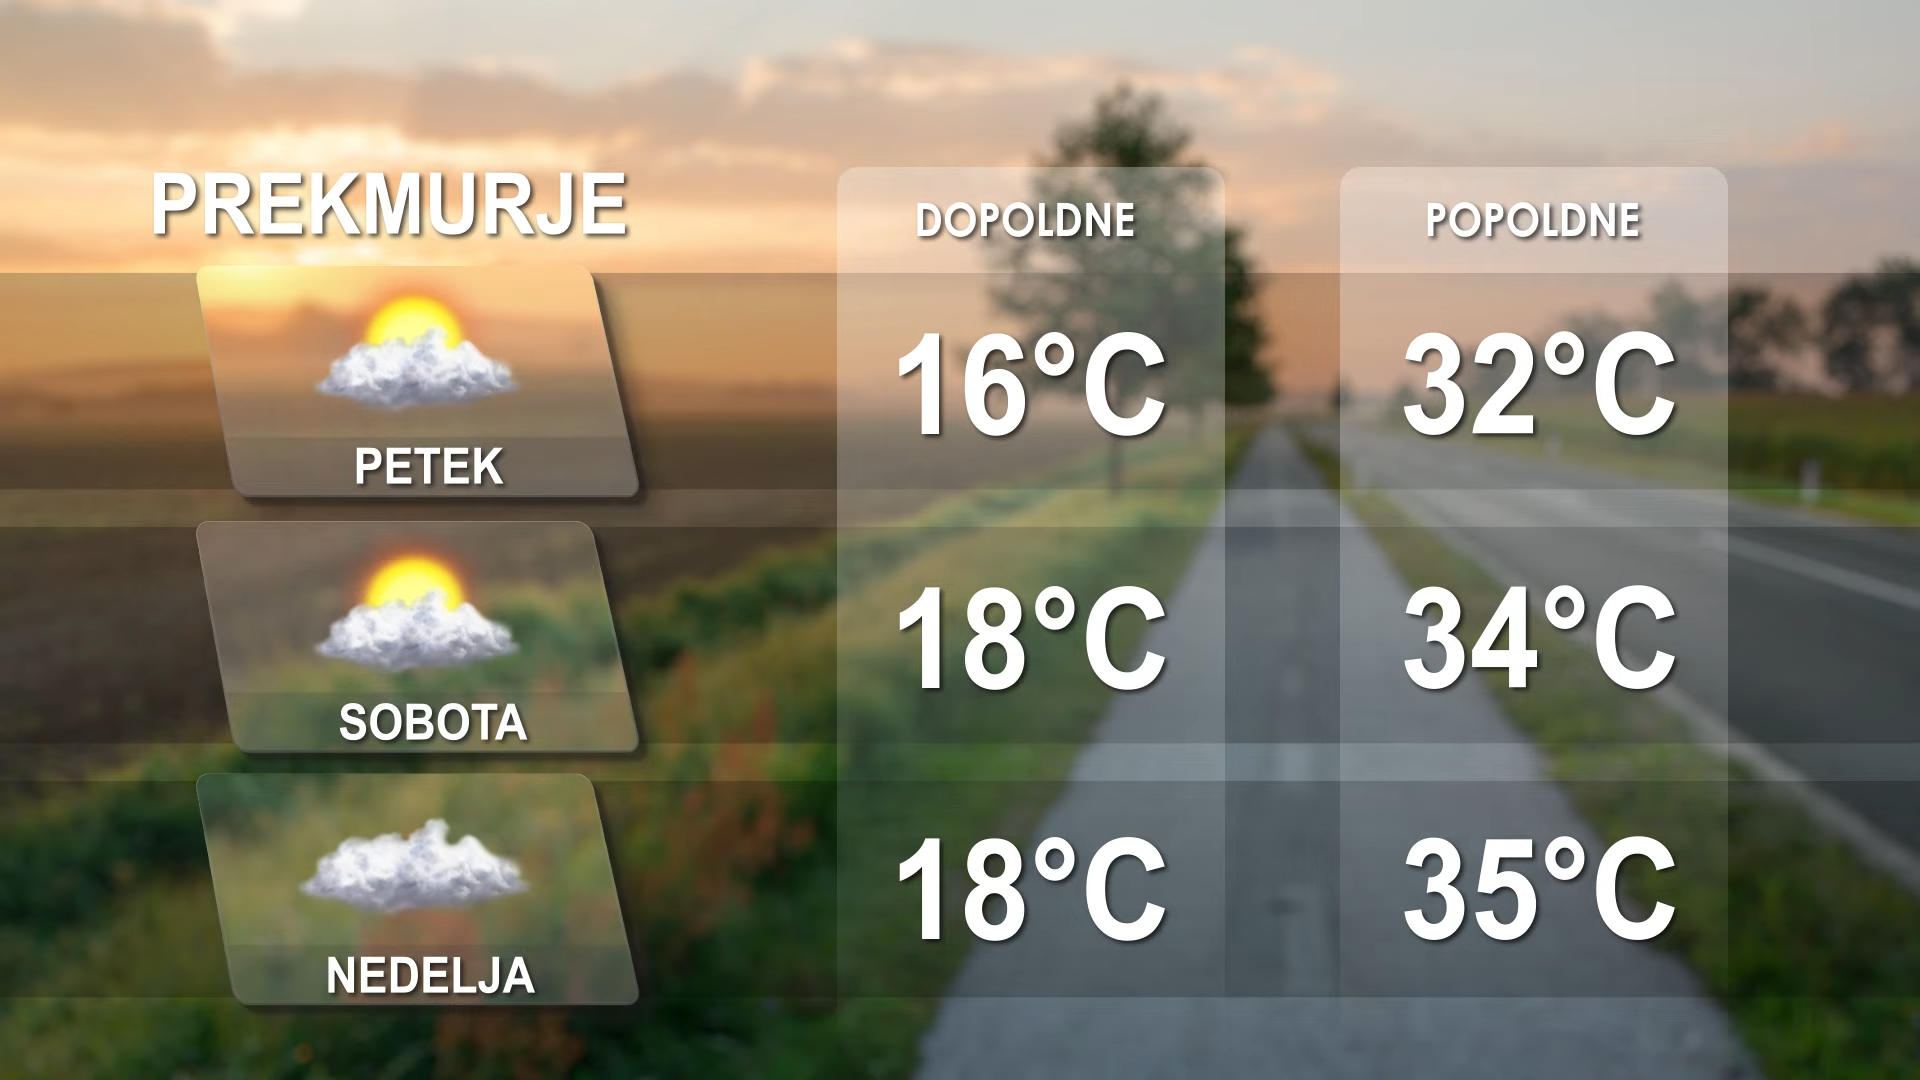 PREKMURJE
DOPOLDNE
POPOLDNE
16°C
32°C
PETEK
18°C
34°C
SOBOTA
18°C
35°C
NEDELJA